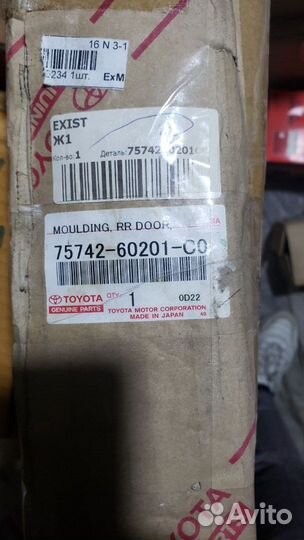 16 N 3-1
234 1шт. ExM
EXIST
Ж1
Кол-во: 1 Деталь: 75742-60201
MOULDING, RR DOOR,
75742-60201-C0
TOYOTA
GENUINE PARTS
QTY.
1
0D22
TOYOTA MOTOR CORPORATION
MADE IN JAPAN
Avito